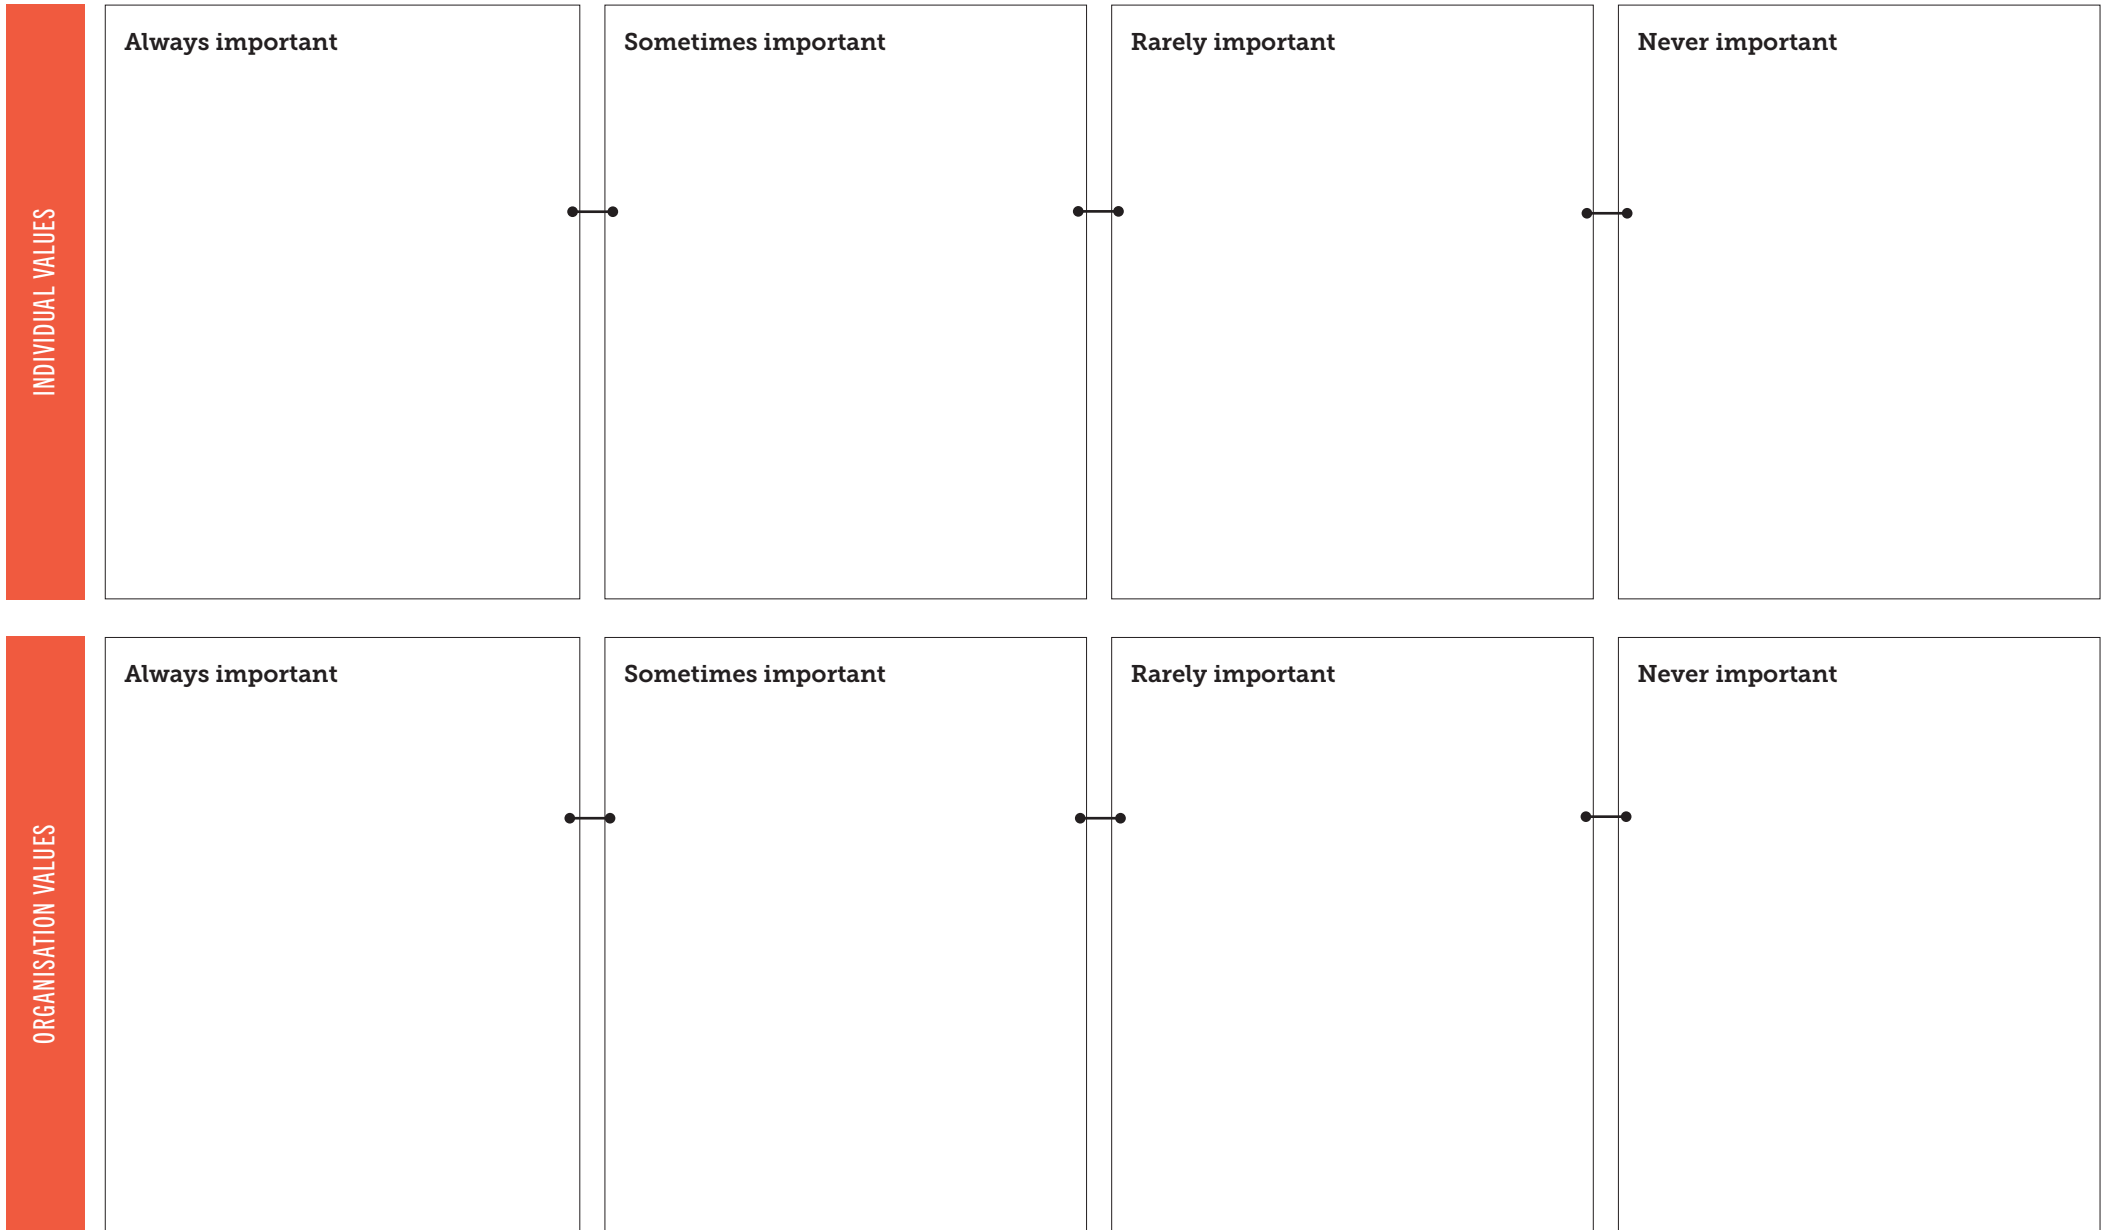 INDIVIDUAL VALUES
Always important
Sometimes important
Rarely important
Never important
ORGANISATION VALUES
Always important
Sometimes important
Rarely important
Never important